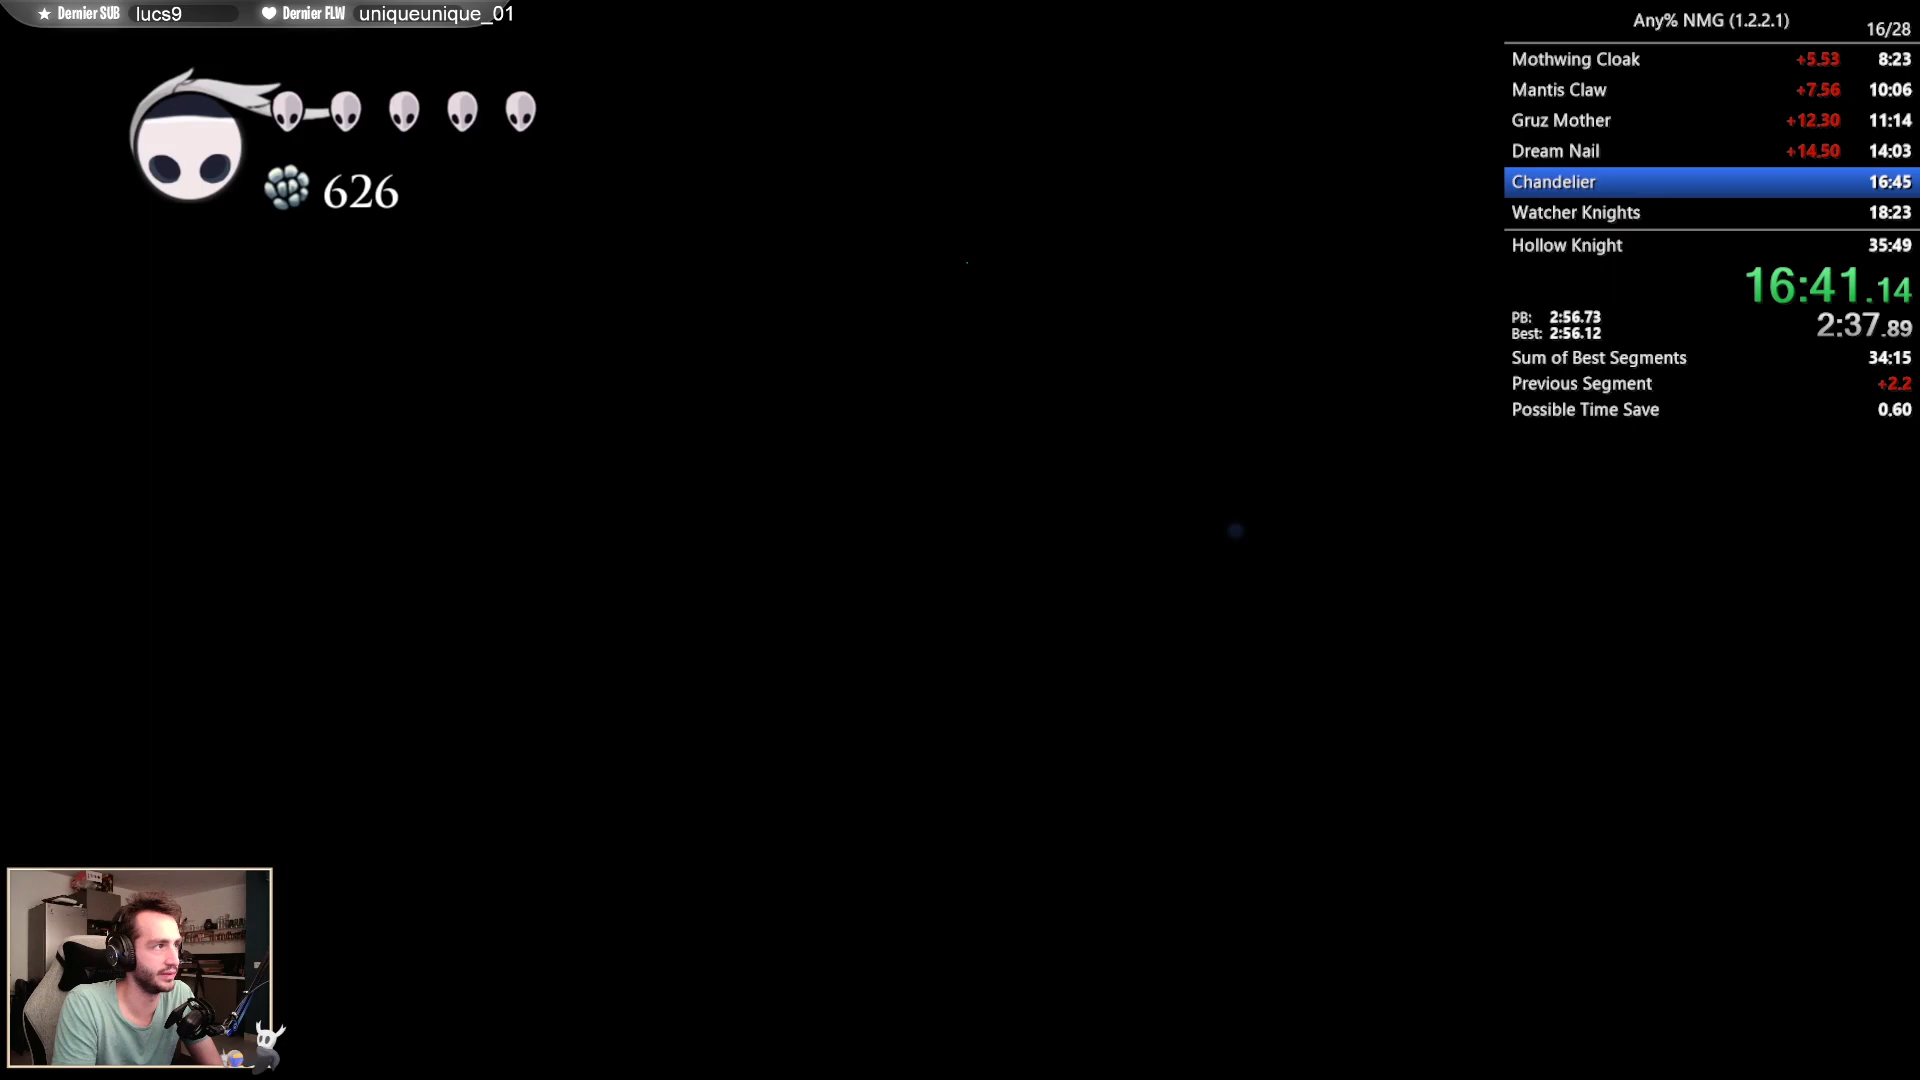 Dernier SUB lucs9 Dernier FLW uniqueunique_01
626
Any% NMG (1.2.2.1)
16/28
Mothwing Cloak +5.53 8:23
Mantis Claw +7.56 10:06
Gruz Mother +12.30 11:14
Dream Nail +14.50 14:03
Chandelier 16:45
Watcher Knights 18:23
Hollow Knight 35:49
16:41.14
PB: 2:56.73
Best: 2:56.12
2:37.89
Sum of Best Segments 34:15
Previous Segment +2.2
Possible Time Save 0.60